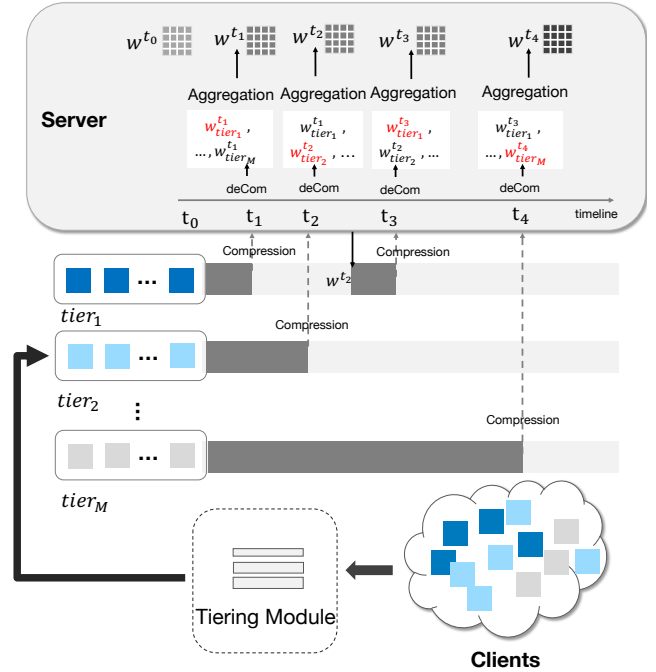 w^{t_0} w^{t_1} w^{t_2} w^{t_3} w^{t_4}
Aggregation Aggregation Aggregation Aggregation
Server
w^{t_1}_{tier_1} , w^{t_1}_{tier_1} , w^{t_3}_{tier_1} , w^{t_3}_{tier_1} ,
..., w^{t_1}_{tier_M} w^{t_2}_{tier_2} , ... w^{t_2}_{tier_2} , ... ..., w^{t_4}_{tier_M}
deCom deCom deCom deCom
t_0 t_1 t_2 t_3 t_4 timeline
Compression Compression
... w^{t_2}
tier_1
Compression
...
tier_2
⋮
Compression
...
tier_M
Tiering Module
Clients